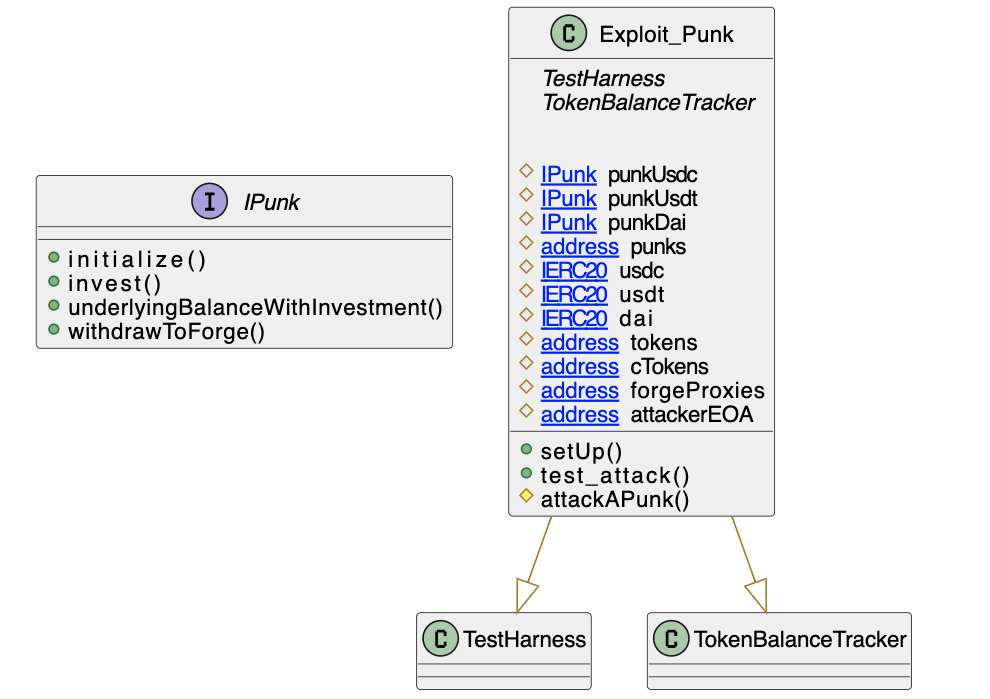 I IPunk
initialize()
invest()
underlyingBalanceWithInvestment()
withdrawToForge()
C Exploit_Punk
TestHarness
TokenBalanceTracker
IPunk punkUsdc
IPunk punkUsdt
IPunk punkDai
address punks
IERC20 usdc
IERC20 usdt
IERC20 dai
address tokens
address cTokens
address forgeProxies
address attackerEOA
setUp()
test_attack()
attackAPunk()
C TestHarness
C TokenBalanceTracker